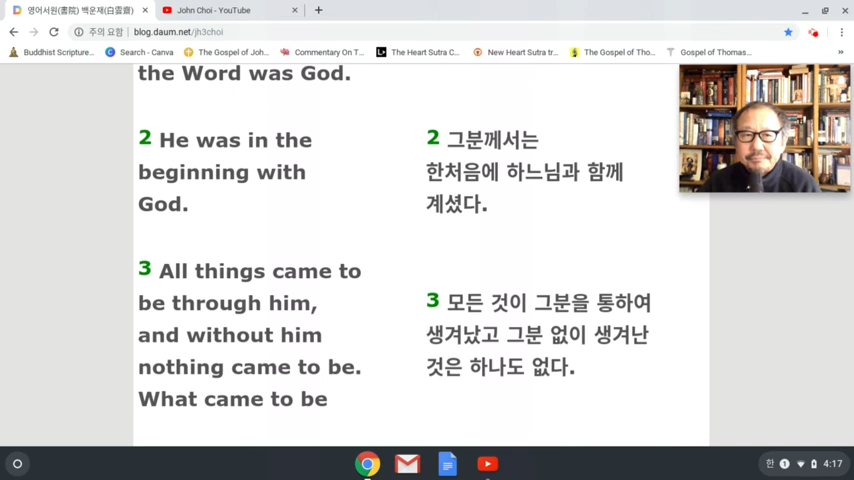 영어서원(書院) 백운재(白雲齋)
John Choi - YouTube
주의 요함
blog.daum.net/jh3choi
Buddhist Scripture...
Search - Canva
The Gospel of Joh...
Commentary On T...
The Heart Sutra C...
New Heart Sutra tr...
The Gospel of Tho...
Gospel of Thomas...
the Word was God.
2 He was in the
beginning with
God.
2 그분께서는
한처음에 하느님과 함께
계셨다.
3 All things came to
be through him,
and without him
nothing came to be.
What came to be
3 모든 것이 그분을 통하여
생겨났고 그분 없이 생겨난
것은 하나도 없다.
한
4:17